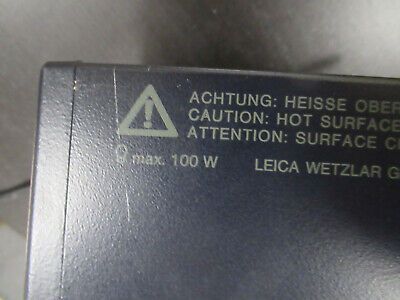 ACHTUNG: HEISSE OBER
CAUTION: HOT SURFACE
ATTENTION: SURFACE C
max. 100 W
LEICA WETZLAR G